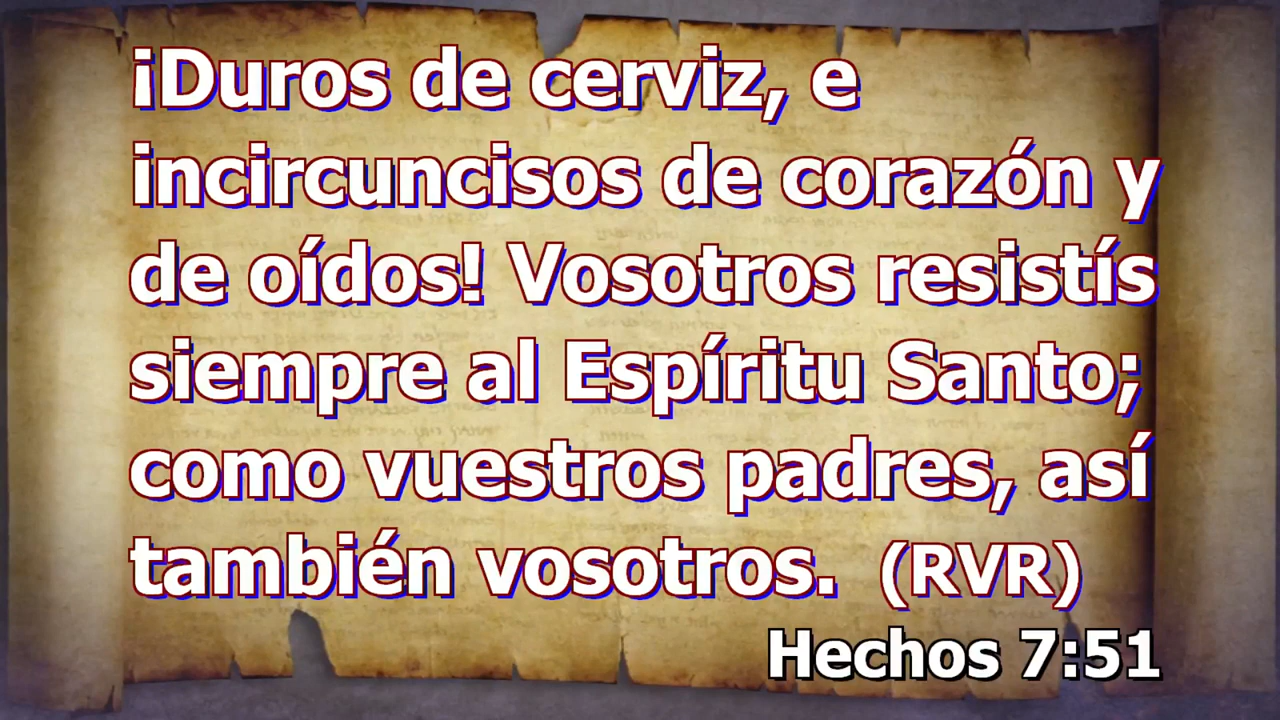 ¡Duros de cerviz, e
incircuncisos de corazón y
de oídos! Vosotros resistís
siempre al Espíritu Santo;
como vuestros padres, así
también vosotros. (RVR)
Hechos 7:51